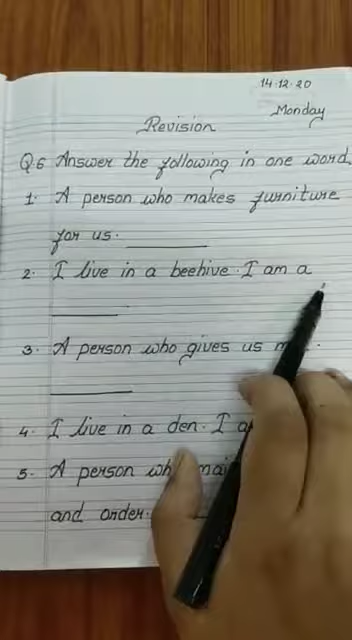 14.12.20
Monday
Revision
Q.6 Answer the following in one word.
1. A person who makes furniture
for us.
2. I live in a beehive. I am a
3. A person who gives us
4. I live in a den. I
5. A person who
and order.